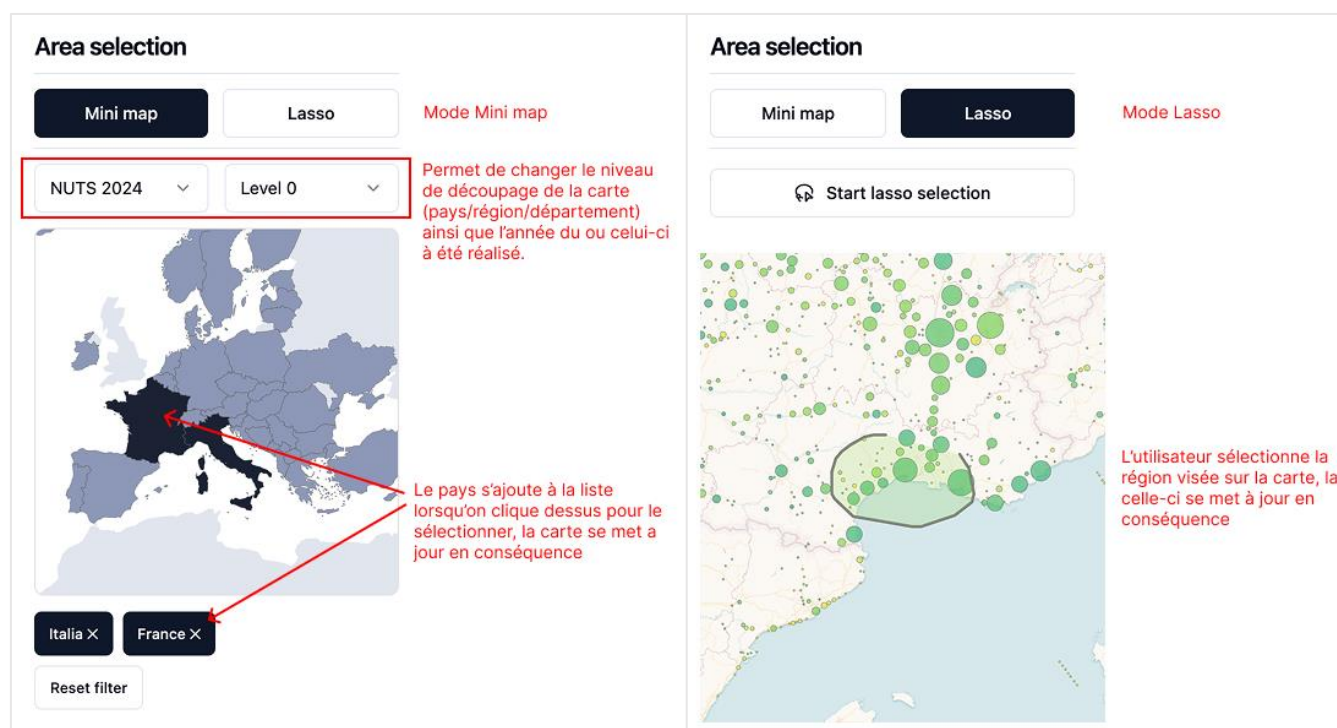 Area selection
Mini map
Lasso
Mode Mini map
NUTS 2024
Level 0
Permet de changer le niveau
de découpage de la carte
(pays/région/département)
ainsi que l'année du ou celui-ci
à été réalisé.
Le pays s'ajoute à la liste
lorsqu'on clique dessus pour le
sélectionner, la carte se met a
jour en conséquence
Italia ×
France ×
Reset filter
Area selection
Mini map
Lasso
Mode Lasso
Start lasso selection
L'utilisateur sélectionne la
région visée sur la carte, la
celle-ci se met à jour en
conséquence